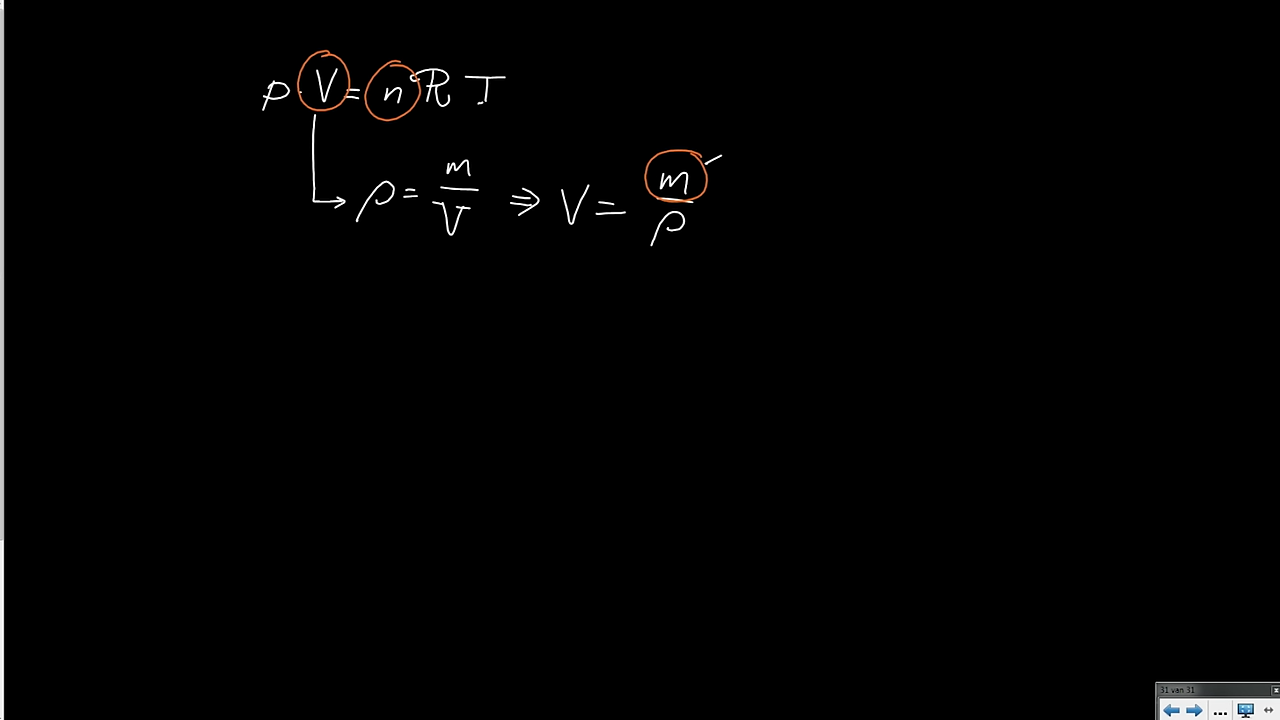 p · V = n R T
ρ = m/V ⇒ V = m/ρ
31 van 31